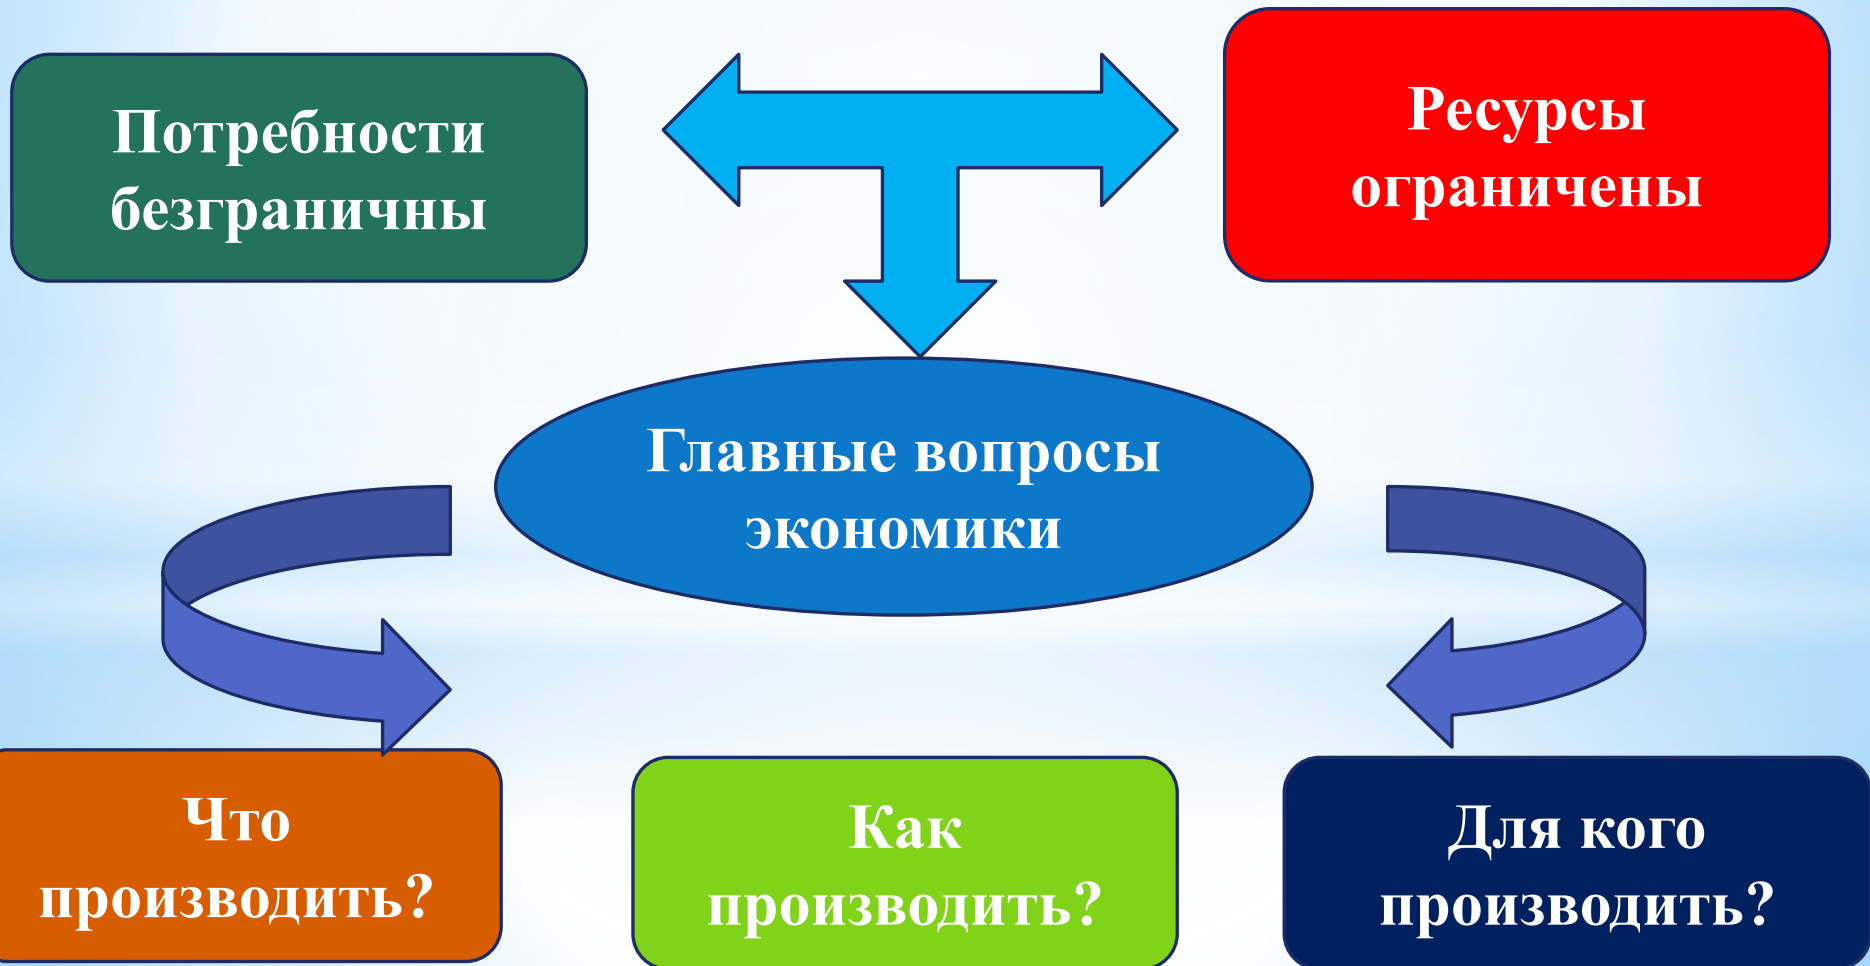 Потребности
безграничны
Ресурсы
ограничены
Главные вопросы
экономики
Что
производить?
Как
производить?
Для кого
производить?